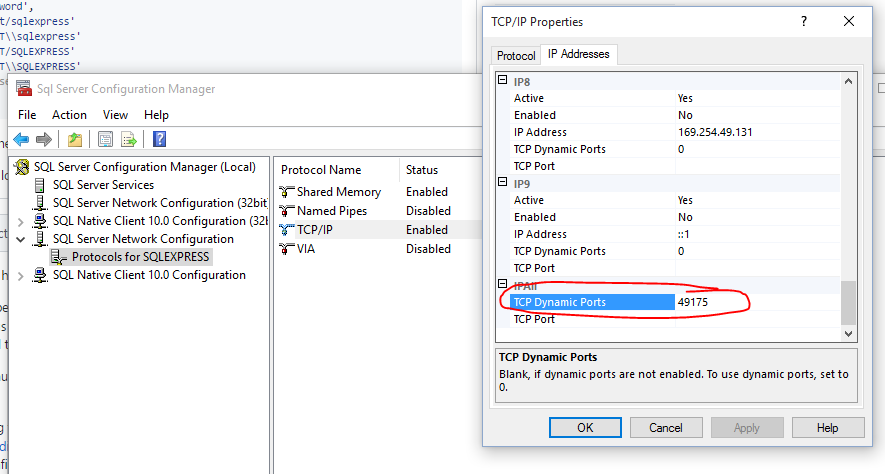 word',
t/sqlexpress'
T\\sqlexpress'
T/SQLEXPRESS'
T\\SQLEXPRESS'
Sql Server Configuration Manager
File Action View Help
SQL Server Configuration Manager (Local)
SQL Server Services
SQL Server Network Configuration (32bit
SQL Native Client 10.0 Configuration (32b
SQL Server Network Configuration
Protocols for SQLEXPRESS
SQL Native Client 10.0 Configuration
Protocol Name Status
Shared Memory Enabled
Named Pipes Disabled
TCP/IP Enabled
VIA Disabled
TCP/IP Properties
Protocol IP Addresses
IP8
Active Yes
Enabled No
IP Address 169.254.49.131
TCP Dynamic Ports 0
TCP Port
IP9
Active Yes
Enabled No
IP Address ::1
TCP Dynamic Ports 0
TCP Port
IPAll
TCP Dynamic Ports 49175
TCP Port
TCP Dynamic Ports
Blank, if dynamic ports are not enabled. To use dynamic ports, set to
0.
OK Cancel Apply Help